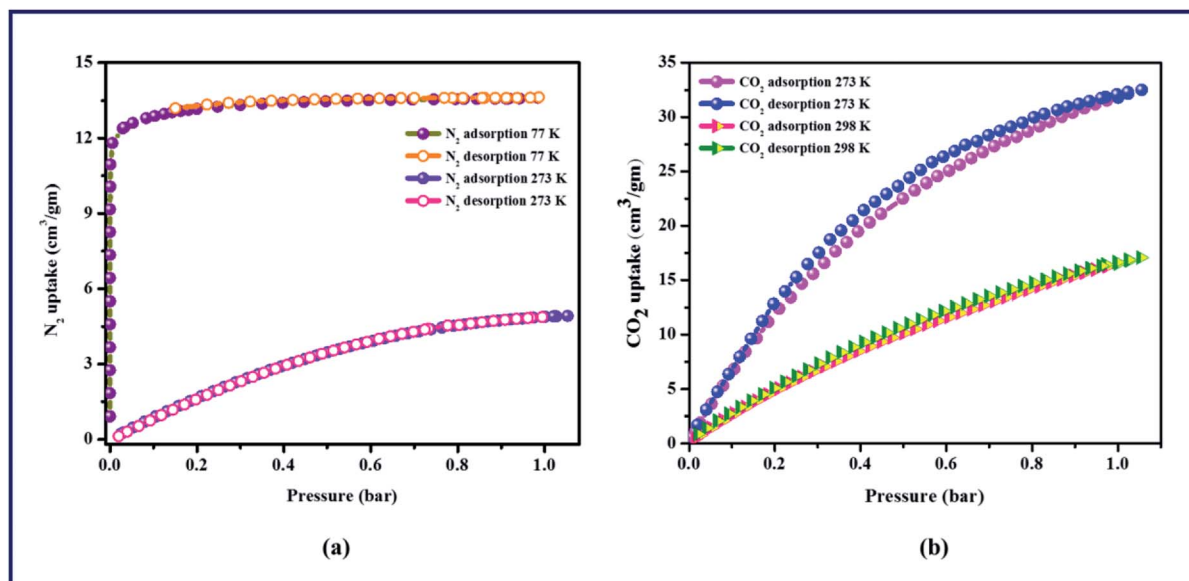 15
12
9
6
3
0
N₂ uptake (cm³/gm)
N₂ adsorption 77 K
N₂ desorption 77 K
N₂ adsorption 273 K
N₂ desorption 273 K
0.0 0.2 0.4 0.6 0.8 1.0
Pressure (bar)
(a)
35
30
25
20
15
10
5
0
CO₂ uptake (cm³/gm)
CO₂ adsorption 273 K
CO₂ desorption 273 K
CO₂ adsorption 298 K
CO₂ desorption 298 K
0.0 0.2 0.4 0.6 0.8 1.0
Pressure (bar)
(b)